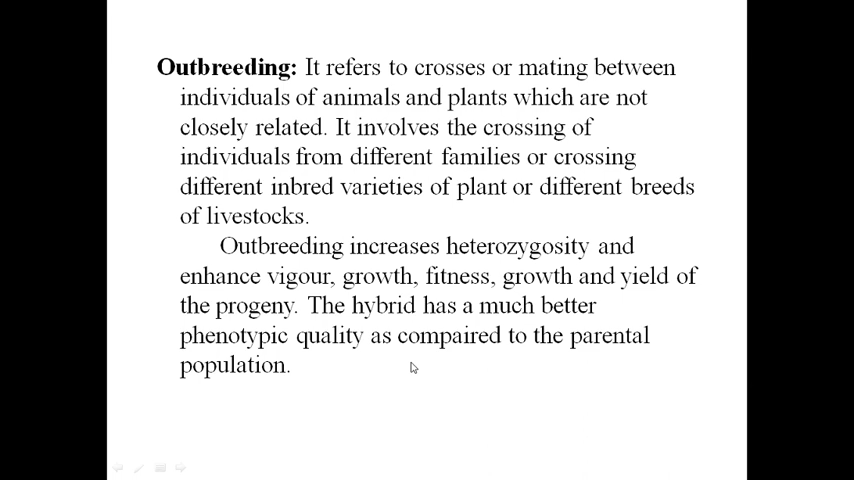 Outbreeding: It refers to crosses or mating between
individuals of animals and plants which are not
closely related. It involves the crossing of
individuals from different families or crossing
different inbred varieties of plant or different breeds
of livestocks.
Outbreeding increases heterozygosity and
enhance vigour, growth, fitness, growth and yield of
the progeny. The hybrid has a much better
phenotypic quality as compaired to the parental
population.